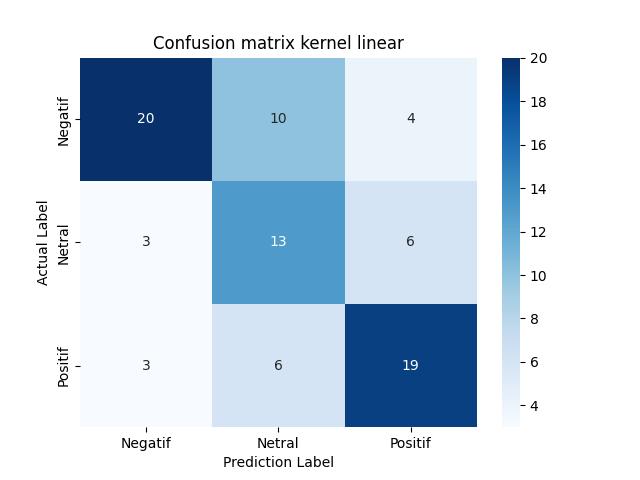 Confusion matrix kernel linear
Actual Label
Negatif
20 10 4
Netral
3 13 6
Positif
3 6 19
Negatif Netral Positif
Prediction Label
20
18
16
14
12
10
8
6
4